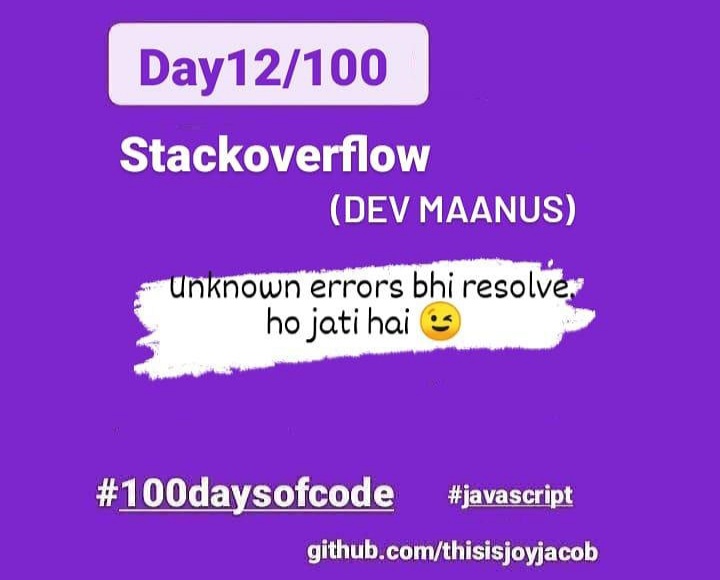 Day12/100
Stackoverflow
(DEV MAANUS)
Unknown errors bhi resolve.
ho jati hai 😉
#100daysofcode #javascript
github.com/thisisjoyjacob